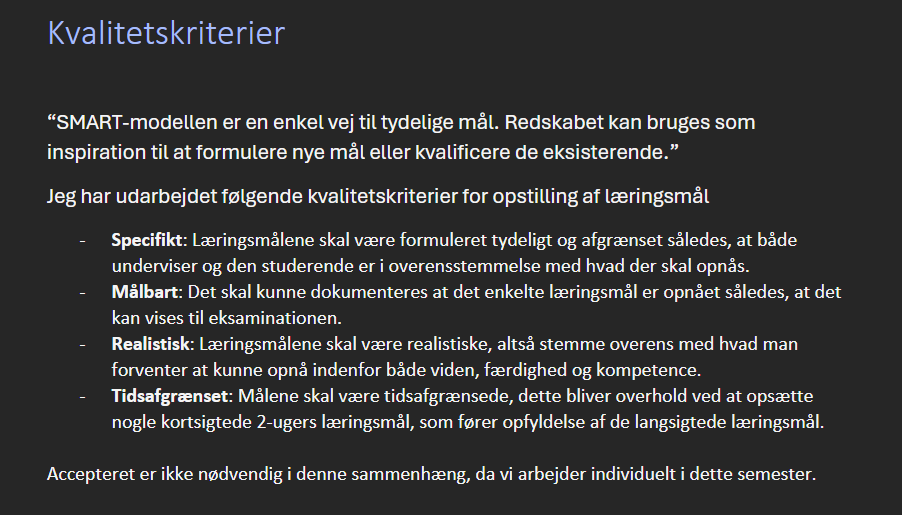 Kvalitetskriterier
“SMART-modellen er en enkel vej til tydelige mål. Redskabet kan bruges som
inspiration til at formulere nye mål eller kvalificere de eksisterende.”
Jeg har udarbejdet følgende kvalitetskriterier for opstilling af læringsmål
- Specifikt: Læringsmålene skal være formuleret tydeligt og afgrænset således, at både
underviser og den studerende er i overensstemmelse med hvad der skal opnås.
- Målbart: Det skal kunne dokumenteres at det enkelte læringsmål er opnået således, at det
kan vises til eksaminationen.
- Realistisk: Læringsmålene skal være realistiske, altså stemme overens med hvad man
forventer at kunne opnå indenfor både viden, færdighed og kompetence.
- Tidsafgrænset: Målene skal være tidsafgrænsede, dette bliver overhold ved at opsætte
nogle kortsigtede 2-ugers læringsmål, som fører opfyldelse af de langsigtede læringsmål.
Accepteret er ikke nødvendig i denne sammenhæng, da vi arbejder individuelt i dette semester.